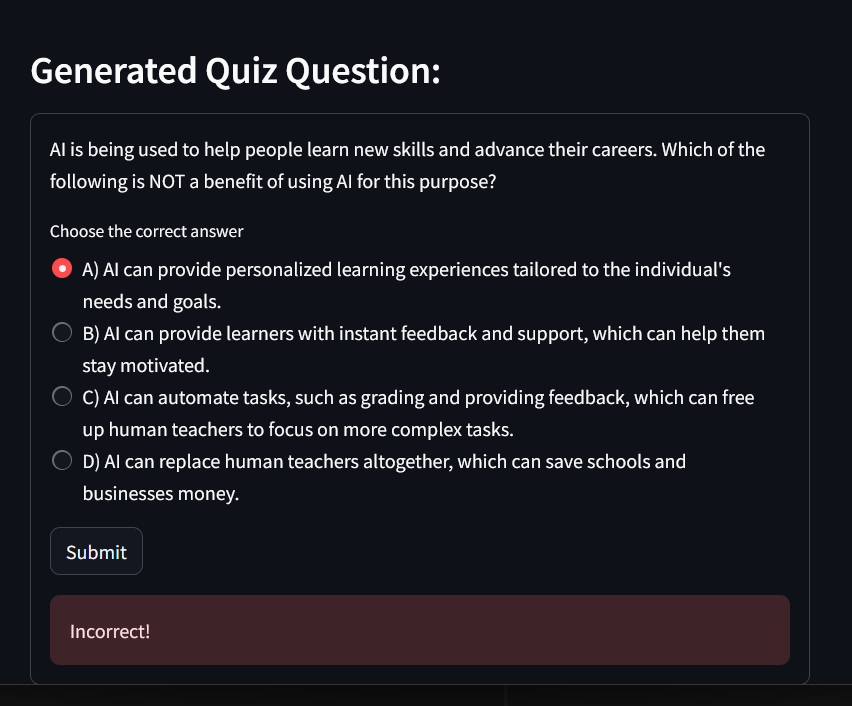 Generated Quiz Question:
AI is being used to help people learn new skills and advance their careers. Which of the
following is NOT a benefit of using AI for this purpose?
Choose the correct answer
A) AI can provide personalized learning experiences tailored to the individual's
needs and goals.
B) AI can provide learners with instant feedback and support, which can help them
stay motivated.
C) AI can automate tasks, such as grading and providing feedback, which can free
up human teachers to focus on more complex tasks.
D) AI can replace human teachers altogether, which can save schools and
businesses money.
Submit
Incorrect!